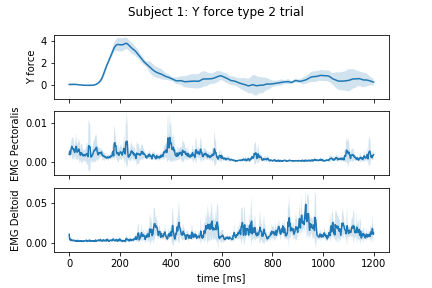 Subject 1: Y force type 2 trial
4
2
0
Y force
0.01
0.00
EMG Pectoralis
0.05
0.00
EMG Deltoid
0 200 400 600 800 1000 1200
time [ms]